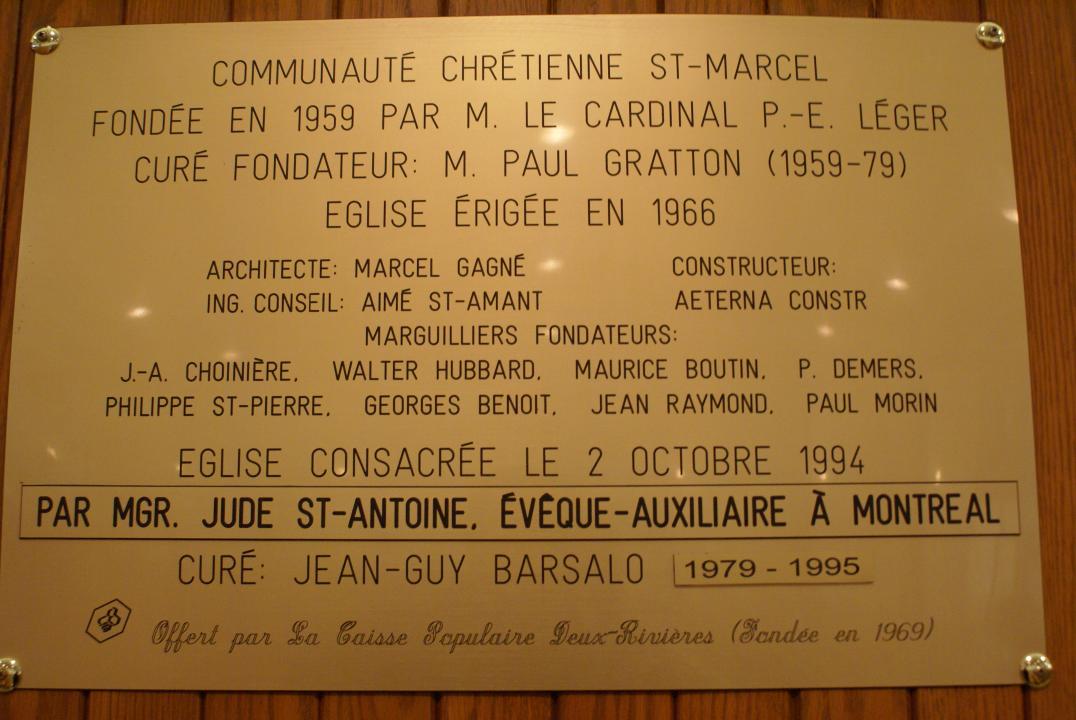 COMMUNAUTÉ CHRÉTIENNE ST-MARCEL
FONDÉE EN 1959 PAR M. LE CARDINAL P.-E. LÉGER
CURÉ FONDATEUR: M. PAUL GRATTON (1959-79)
EGLISE ÉRIGÉE EN 1966
ARCHITECTE: MARCEL GAGNÉ CONSTRUCTEUR:
ING. CONSEIL: AIMÉ ST-AMANT AETERNA CONSTR
MARGUILLIERS FONDATEURS:
J.-A. CHOINIÈRE, WALTER HUBBARD, MAURICE BOUTIN, P. DEMERS,
PHILIPPE ST-PIERRE, GEORGES BENOIT, JEAN RAYMOND, PAUL MORIN
EGLISE CONSACRÉE LE 2 OCTOBRE 1994
PAR MGR. JUDE ST-ANTOINE, ÉVÊQUE-AUXILIAIRE À MONTREAL
CURÉ: JEAN-GUY BARSALO 1979 - 1995
Offert par La Caisse Populaire Deux-Rivières (Fondée en 1969)